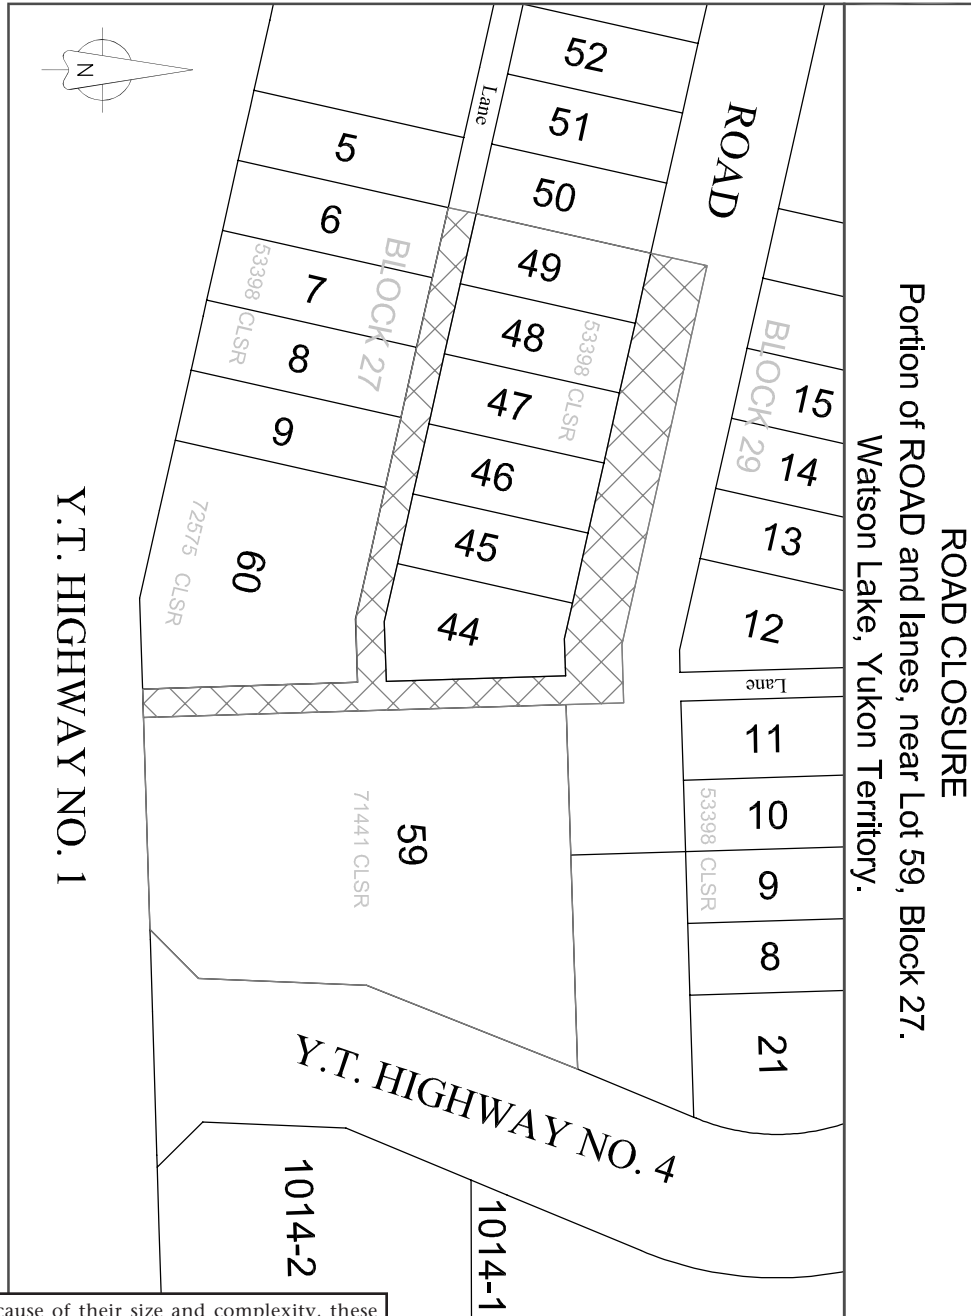 ROAD CLOSURE
Portion of ROAD and lanes, near Lot 59, Block 27.
Watson Lake, Yukon Territory.
N
52
51
50
49
48
47
46
45
44
Lane
ROAD
5
6
7
8
9
60
BLOCK 27
53398 CLSR
53398 CLSR
72575 CLSR
BLOCK 29
15
14
13
12
Lane
11
10
9
8
21
53398 CLSR
59
71441 CLSR
Y.T. HIGHWAY NO. 1
Y.T. HIGHWAY NO. 4
1014-2
1014-1
cause of their size and complexity, these